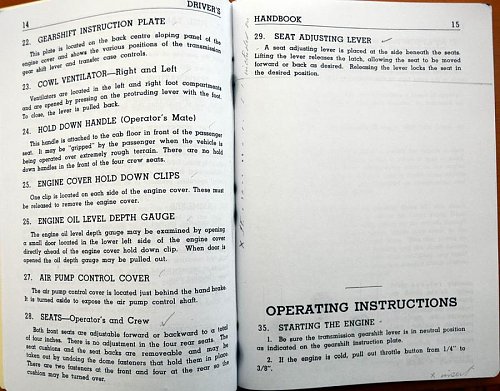 14
DRIVER'S
22. GEARSHIFT INSTRUCTION PLATE
This plate is located on the back centre sloping panel of the
engine cover and shows the various positions of the transmission
gear shift lever and transfer case controls.
23. COWL VENTILATOR—Right and Left
Ventilators are located in the left and right foot compartments
and are opened by pressing on the protruding lever with the foot.
To close, the lever is pulled back.
24. HOLD DOWN HANDLE (Operator's Mate)
This handle is attached to the cab floor in front of the passenger
seat. It may be "gripped" by the passenger when the vehicle is
being operated over extremely rough terrain. There are no hold
down handles in the front of the four crew seats.
25. ENGINE COVER HOLD DOWN CLIPS
One clip is located on each side of the engine cover. These must
be released to remove the engine cover.
26. ENGINE OIL LEVEL DEPTH GAUGE
The engine oil level depth gauge may be examined by opening
a small door located in the lower left side of the engine cover
directly ahead of the engine cover hold down clip. When door is
opened the oil depth gauge may be pulled out.
27. AIR PUMP CONTROL COVER
The air pump control cover is located just behind the hand brake.
It is turned aside to expose the air pump control shaft.
28. SEATS—Operator's and Crew
Both front seats are adjustable forward or backward to a total
of four inches. There is no adjustment in the four rear seats. The
seat cushions and the seat backs are removeable and may be
taken out by undoing the dome fasteners that hold them in place.
There are two fasteners at the front and four at the rear so the
cushion may be turned over.
HANDBOOK
15
29. SEAT ADJUSTING LEVER
A seat adjusting lever is placed at the side beneath the seats.
Lifting the lever releases the latch, allowing the seat to be moved
forward or back as desired. Releasing the lever locks the seat in
the desired position.
OPERATING INSTRUCTIONS
35. STARTING THE ENGINE
1. Be sure the transmission gearshift lever is in neutral position
as indicated on the gearshift instruction plate.
2. If the engine is cold, pull out throttle button from 1/4" to
3/8".
x insert